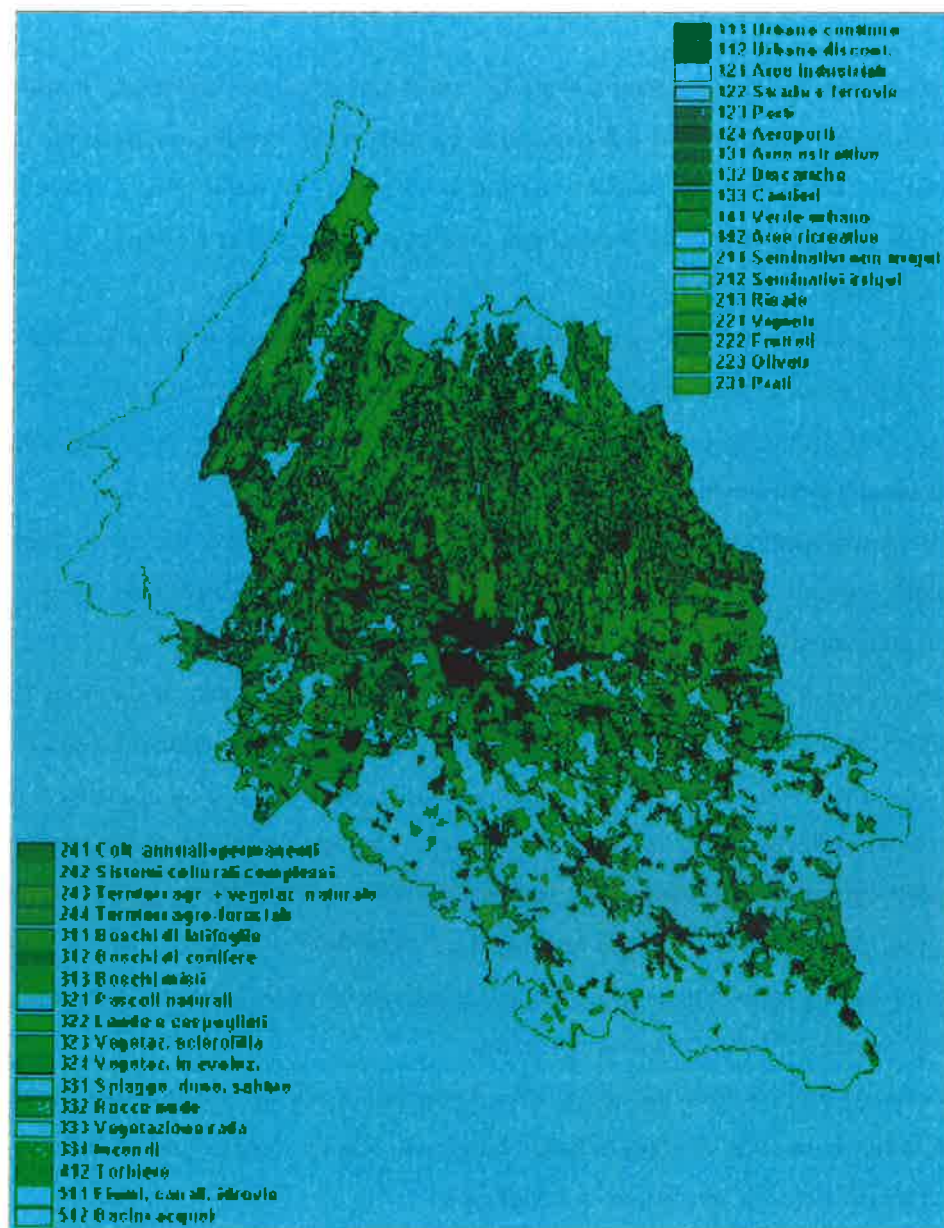 111 Urbano continuo
112 Urbano discont.
121 Aree industriali
122 Strade e ferrovie
123 Porti
124 Aeroporti
131 Aree estrattive
132 Discariche
133 Cantieri
141 Verde urbano
142 Aree ricreative
211 Seminativi non irrigui
212 Seminativi irrigui
213 Risaie
221 Vigneti
222 Frutteti
223 Oliveti
231 Prati
241 Colt. annuali+permanenti
242 Sistemi colturali complessi
243 Territori agr. + vegetaz. naturale
244 Territori agro-forestali
311 Boschi di latifoglie
312 Boschi di conifere
313 Boschi misti
321 Pascoli naturali
322 Lande e cespuglieti
323 Vegetaz. sclerofilla
324 Vegetaz. in evoluz.
331 Spiagge, dune, sabbie
332 Rocce nude
333 Vegetazione rada
334 Incendi
412 Torbiere
511 Fiumi, canali, idrovie
512 Bacini acquei